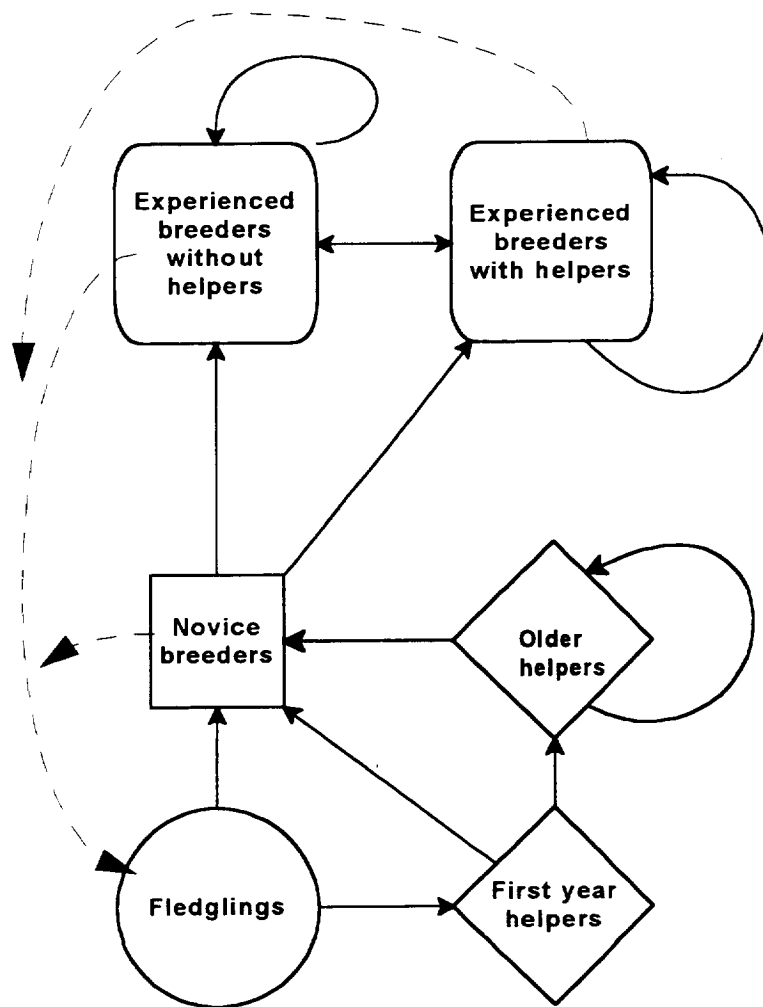 Experienced
breeders
without
helpers
Experienced
breeders
with helpers
Novice
breeders
Older
helpers
Fledglings
First year
helpers